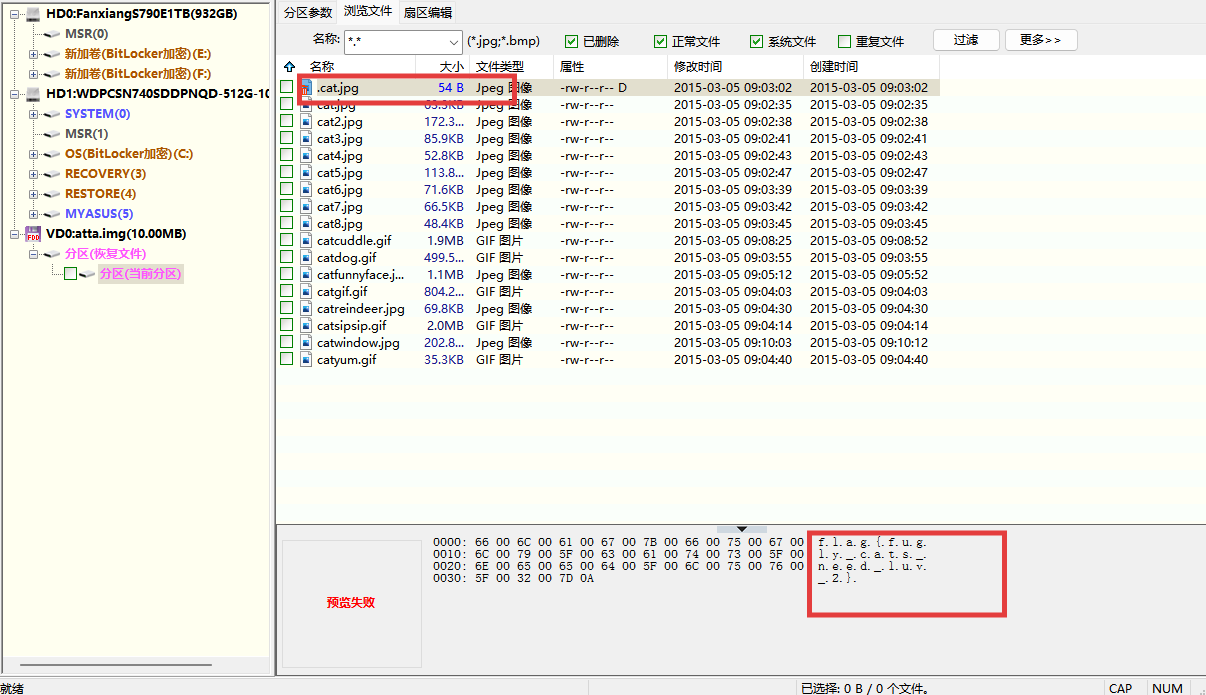 HD0:FanxiangS790E1TB(932GB)
MSR(0)
新加卷(BitLocker加密)(E:)
新加卷(BitLocker加密)(F:)
HD1:WDPCSN740SDDPNQD-512G-10
SYSTEM(0)
MSR(1)
OS(BitLocker加密)(C:)
RECOVERY(3)
RESTORE(4)
MYASUS(5)
VD0:atta.img(10.00MB)
分区(恢复文件)
分区(当前分区)
分区参数 浏览文件 扇区编辑
名称: *.* (*.jpg;*.bmp) 已删除 正常文件 系统文件 重复文件 过滤 更多>>
名称 大小 文件类型 属性 修改时间 创建时间
.cat.jpg 54 B Jpeg 图像 -rw-r--r-- D 2015-03-05 09:03:02 2015-03-05 09:03:02
cat.jpg 63.5KB Jpeg 图像 -rw-r--r-- 2015-03-05 09:02:35 2015-03-05 09:02:35
cat2.jpg 172.3... Jpeg 图像 -rw-r--r-- 2015-03-05 09:02:38 2015-03-05 09:02:38
cat3.jpg 85.9KB Jpeg 图像 -rw-r--r-- 2015-03-05 09:02:41 2015-03-05 09:02:41
cat4.jpg 52.8KB Jpeg 图像 -rw-r--r-- 2015-03-05 09:02:43 2015-03-05 09:02:43
cat5.jpg 113.8... Jpeg 图像 -rw-r--r-- 2015-03-05 09:02:47 2015-03-05 09:02:47
cat6.jpg 71.6KB Jpeg 图像 -rw-r--r-- 2015-03-05 09:03:39 2015-03-05 09:03:39
cat7.jpg 66.5KB Jpeg 图像 -rw-r--r-- 2015-03-05 09:03:42 2015-03-05 09:03:42
cat8.jpg 48.4KB Jpeg 图像 -rw-r--r-- 2015-03-05 09:03:45 2015-03-05 09:03:45
catcuddle.gif 1.9MB GIF 图片 -rw-r--r-- 2015-03-05 09:08:25 2015-03-05 09:08:52
catdog.gif 499.5... GIF 图片 -rw-r--r-- 2015-03-05 09:03:55 2015-03-05 09:03:55
catfunnyface.j... 1.1MB Jpeg 图像 -rw-r--r-- 2015-03-05 09:05:12 2015-03-05 09:05:52
catgif.gif 804.2... GIF 图片 -rw-r--r-- 2015-03-05 09:04:03 2015-03-05 09:04:03
catreindeer.jpg 69.8KB Jpeg 图像 -rw-r--r-- 2015-03-05 09:04:30 2015-03-05 09:04:30
catsipsip.gif 2.0MB GIF 图片 -rw-r--r-- 2015-03-05 09:04:14 2015-03-05 09:04:14
catwindow.jpg 202.8... Jpeg 图像 -rw-r--r-- 2015-03-05 09:10:03 2015-03-05 09:10:12
catyum.gif 35.3KB GIF 图片 -rw-r--r-- 2015-03-05 09:04:40 2015-03-05 09:04:40
预览失败
0000: 66 00 6C 00 61 00 67 00 7B 00 66 00 75 00 67 00 f.l.a.g.{.f.u.g.
0010: 6C 00 79 00 5F 00 63 00 61 00 74 00 73 00 5F 00 l.y._.c.a.t.s._.
0020: 6E 00 65 00 65 00 64 00 5F 00 6C 00 75 00 76 00 n.e.e.d._.l.u.v.
0030: 5F 00 32 00 7D 0A _.2.}.
就绪 已选择: 0 B / 0 个文件。 CAP NUM